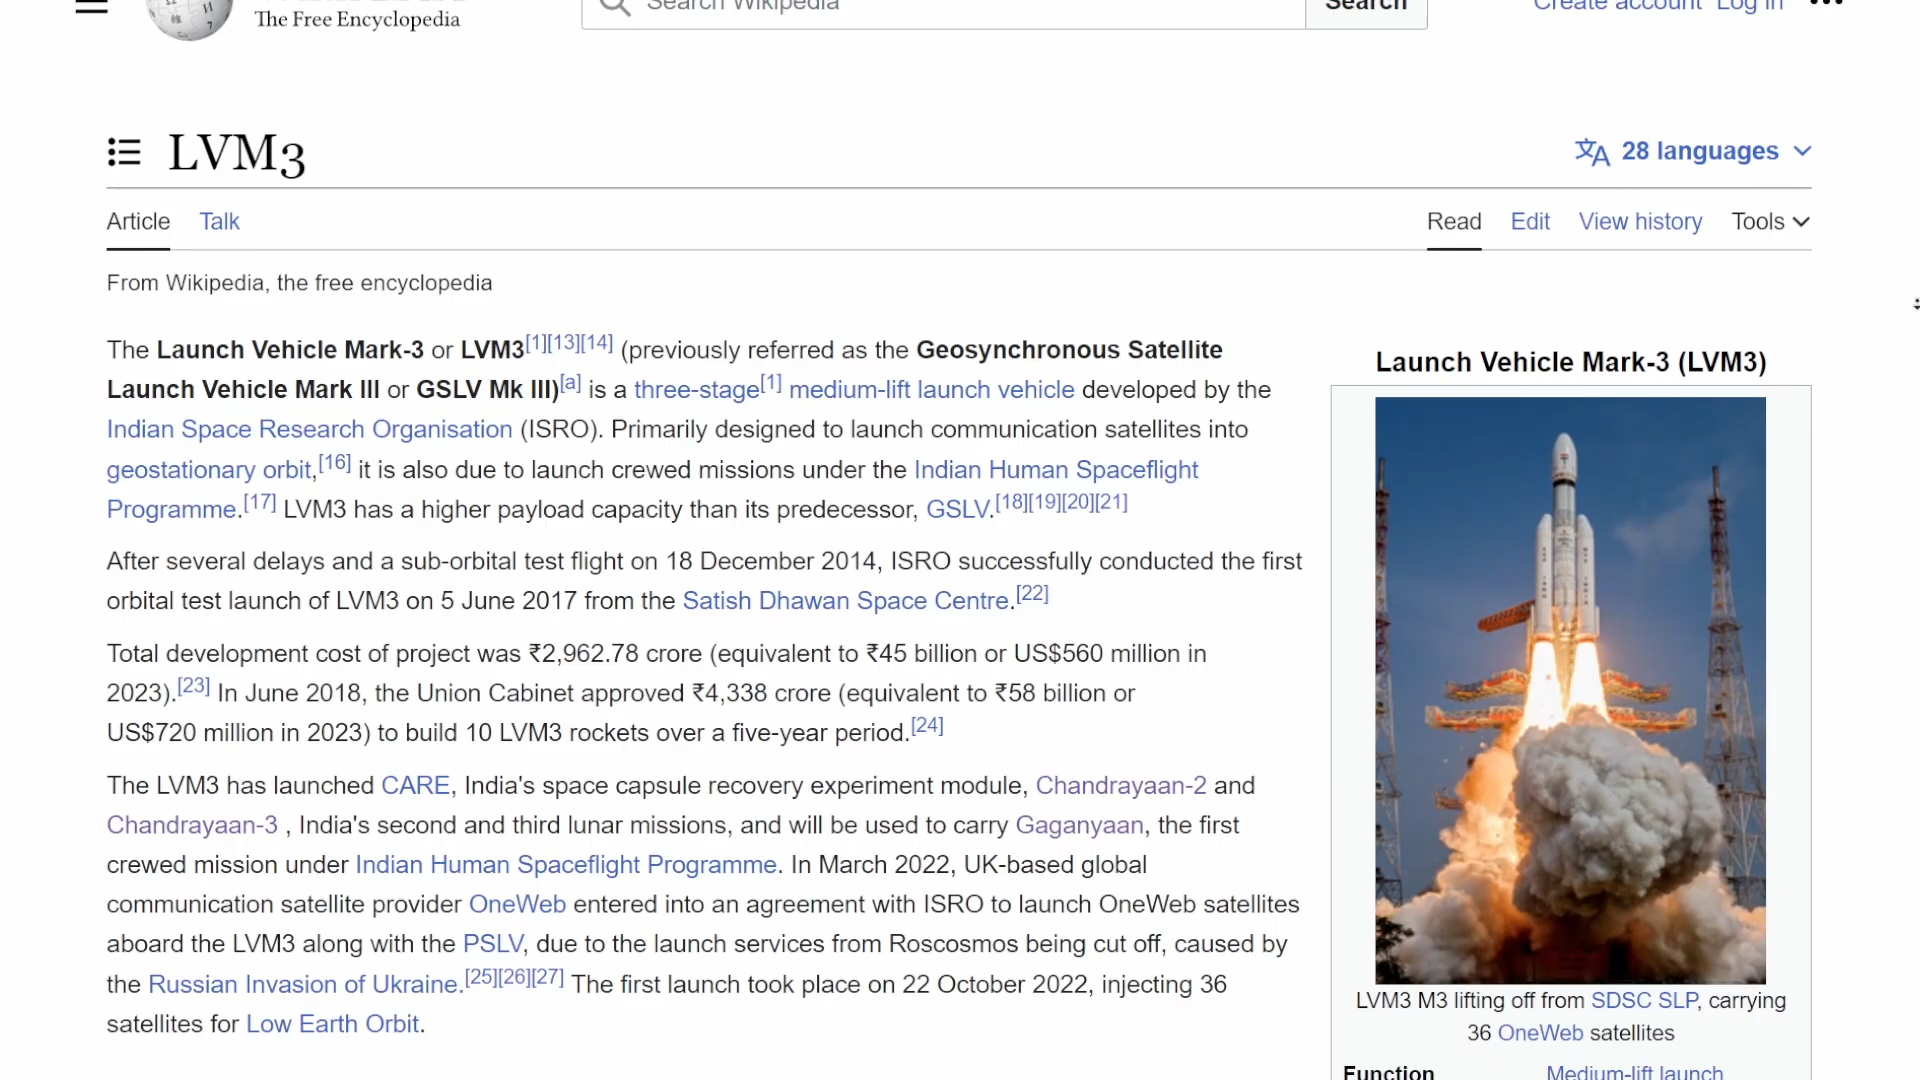 The Free Encyclopedia
Search Wikipedia
Search
Create account Log in
LVM3
28 languages
Article Talk
Read Edit View history Tools
From Wikipedia, the free encyclopedia
The Launch Vehicle Mark-3 or LVM3[1][13][14] (previously referred as the Geosynchronous Satellite
Launch Vehicle Mark III or GSLV Mk III)[a] is a three-stage[1] medium-lift launch vehicle developed by the
Indian Space Research Organisation (ISRO). Primarily designed to launch communication satellites into
geostationary orbit,[16] it is also due to launch crewed missions under the Indian Human Spaceflight
Programme.[17] LVM3 has a higher payload capacity than its predecessor, GSLV.[18][19][20][21]
After several delays and a sub-orbital test flight on 18 December 2014, ISRO successfully conducted the first
orbital test launch of LVM3 on 5 June 2017 from the Satish Dhawan Space Centre.[22]
Total development cost of project was ₹2,962.78 crore (equivalent to ₹45 billion or US$560 million in
2023).[23] In June 2018, the Union Cabinet approved ₹4,338 crore (equivalent to ₹58 billion or
US$720 million in 2023) to build 10 LVM3 rockets over a five-year period.[24]
The LVM3 has launched CARE, India's space capsule recovery experiment module, Chandrayaan-2 and
Chandrayaan-3 , India's second and third lunar missions, and will be used to carry Gaganyaan, the first
crewed mission under Indian Human Spaceflight Programme. In March 2022, UK-based global
communication satellite provider OneWeb entered into an agreement with ISRO to launch OneWeb satellites
aboard the LVM3 along with the PSLV, due to the launch services from Roscosmos being cut off, caused by
the Russian Invasion of Ukraine.[25][26][27] The first launch took place on 22 October 2022, injecting 36
satellites for Low Earth Orbit.
Launch Vehicle Mark-3 (LVM3)
LVM3 M3 lifting off from SDSC SLP, carrying
36 OneWeb satellites
Function Medium-lift launch